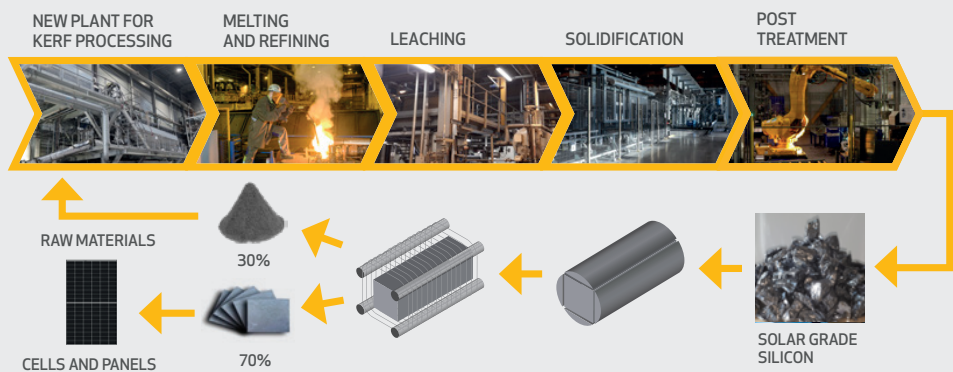 NEW PLANT FOR
KERF PROCESSING
MELTING
AND REFINING
LEACHING
SOLIDIFICATION
POST
TREATMENT
RAW MATERIALS
30%
CELLS AND PANELS
70%
SOLAR GRADE
SILICON